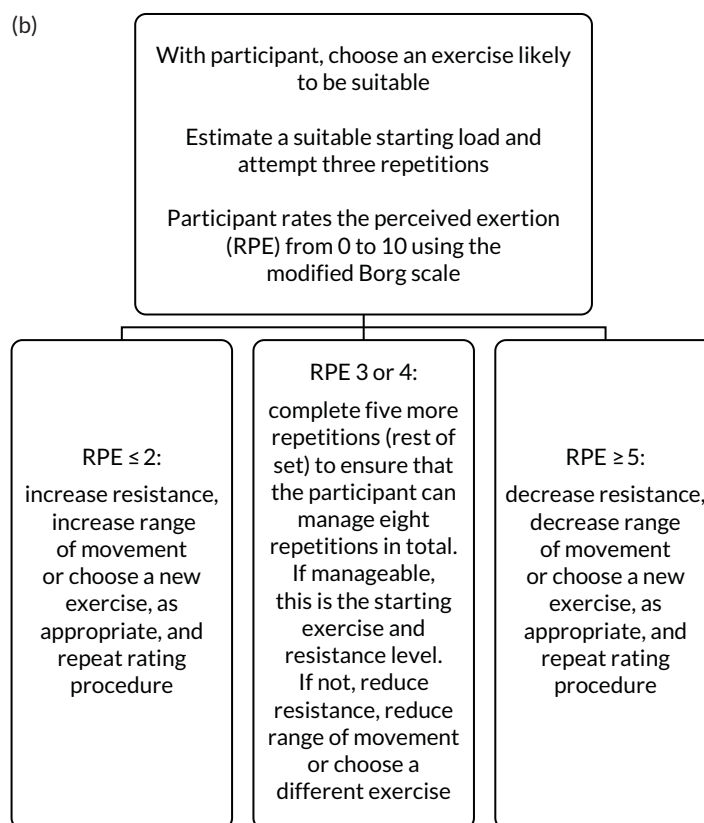 (b)
With participant, choose an exercise likely
to be suitable
Estimate a suitable starting load and
attempt three repetitions
Participant rates the perceived exertion
(RPE) from 0 to 10 using the
modified Borg scale
RPE ≤ 2:
increase resistance,
increase range
of movement
or choose a new
exercise, as
appropriate, and
repeat rating
procedure
RPE 3 or 4:
complete five more
repetitions (rest of
set) to ensure that
the participant can
manage eight
repetitions in total.
If manageable,
this is the starting
exercise and
resistance level.
If not, reduce
resistance, reduce
range of movement
or choose a
different exercise
RPE ≥ 5:
decrease resistance,
decrease range
of movement
or choose a new
exercise, as
appropriate, and
repeat rating
procedure